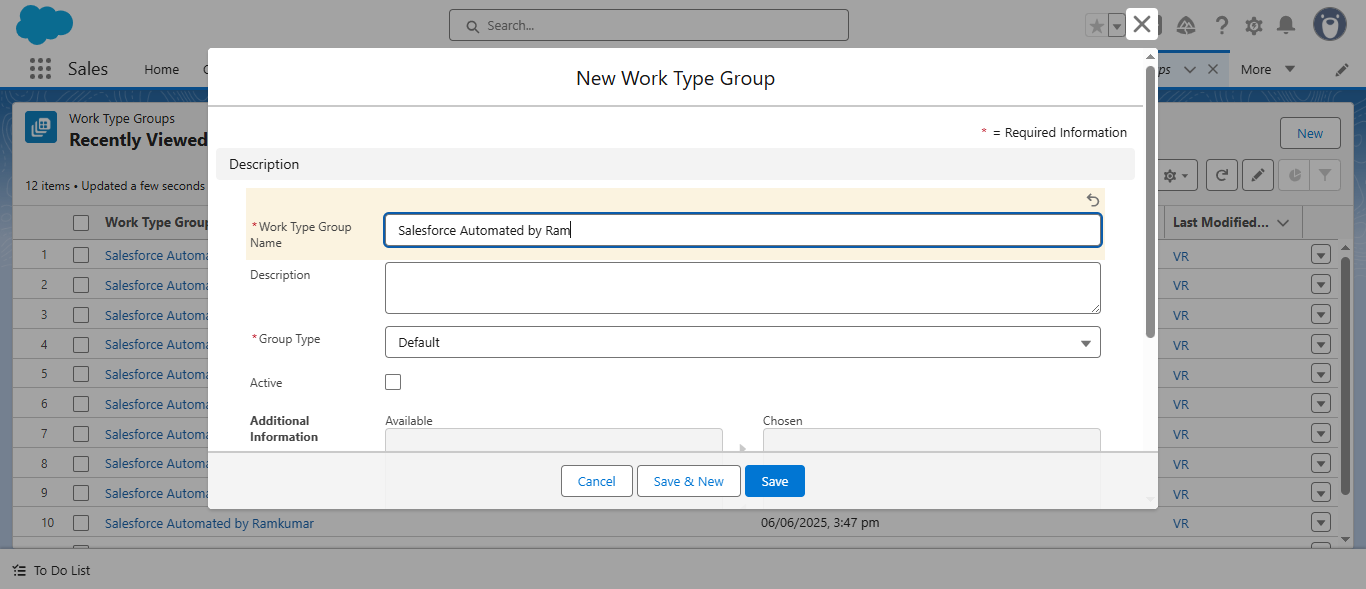 Search...
Sales
Home
ps
More
New Work Type Group
Work Type Groups
Recently Viewed
New
* = Required Information
Description
12 items • Updated a few seconds
*Work Type Group
Name
Salesforce Automated by Ram
Work Type Group
Last Modified...
Description
*Group Type
Default
Active
Additional
Information
Available
Chosen
1 Salesforce Automa VR
2 Salesforce Automa VR
3 Salesforce Automa VR
4 Salesforce Automa VR
5 Salesforce Automa VR
6 Salesforce Automa VR
7 Salesforce Automa VR
8 Salesforce Automa VR
9 Salesforce Automa VR
Cancel
Save & New
Save
10 Salesforce Automated by Ramkumar 06/06/2025, 3:47 pm VR
To Do List